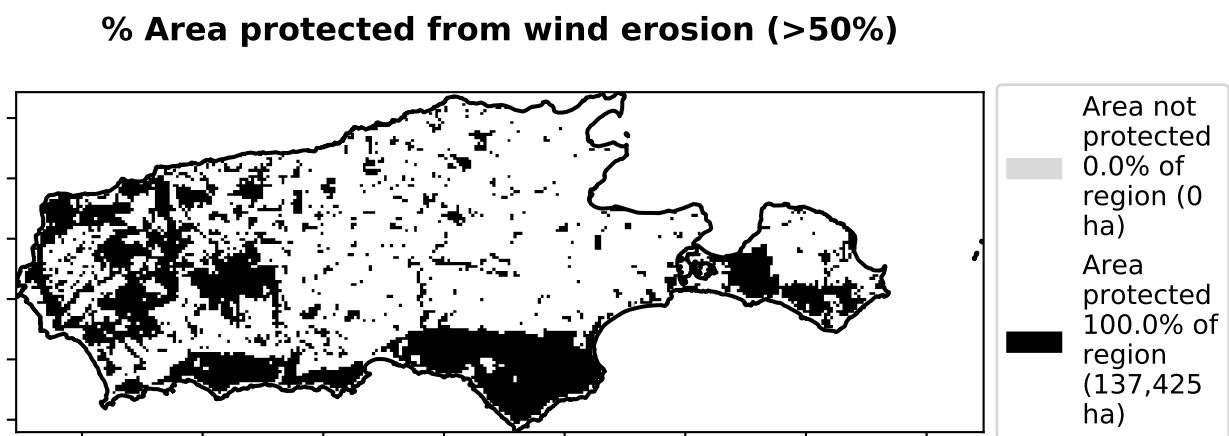 % Area protected from wind erosion (>50%)
Area not
protected
0.0% of
region (0
ha)
Area
protected
100.0% of
region
(137,425
ha)